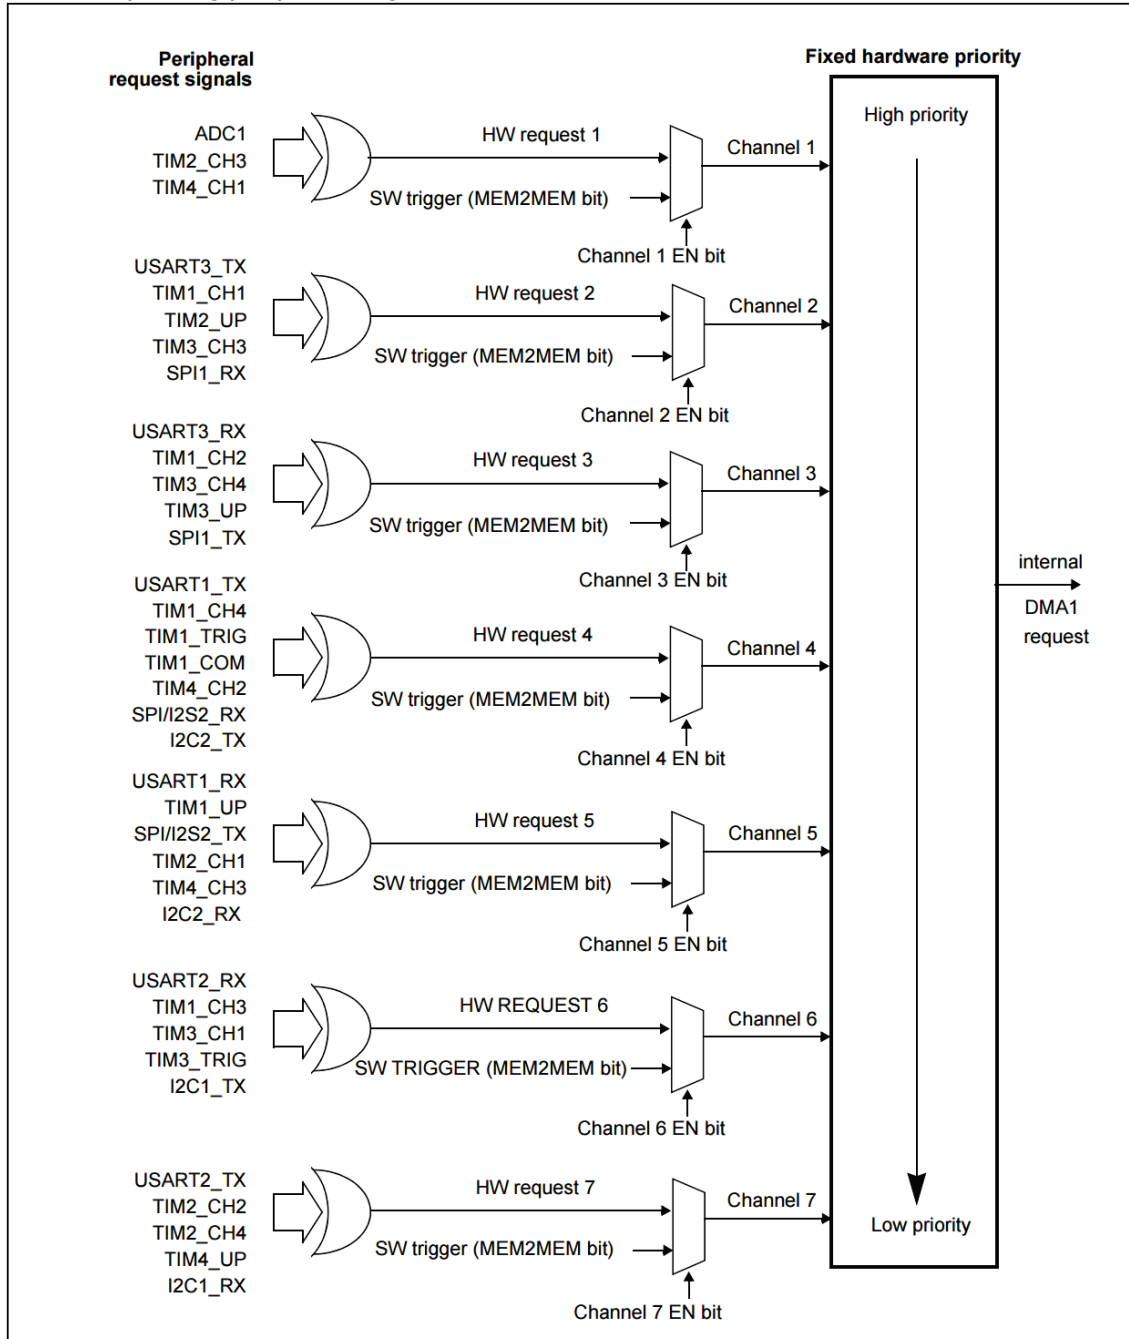 Peripheral
request signals
Fixed hardware priority
High priority
ADC1
TIM2_CH3
TIM4_CH1
HW request 1
SW trigger (MEM2MEM bit)
Channel 1
Channel 1 EN bit
USART3_TX
TIM1_CH1
TIM2_UP
TIM3_CH3
SPI1_RX
HW request 2
SW trigger (MEM2MEM bit)
Channel 2
Channel 2 EN bit
USART3_RX
TIM1_CH2
TIM3_CH4
TIM3_UP
SPI1_TX
HW request 3
SW trigger (MEM2MEM bit)
Channel 3
Channel 3 EN bit
internal
DMA1
request
USART1_TX
TIM1_CH4
TIM1_TRIG
TIM1_COM
TIM4_CH2
SPI/I2S2_RX
I2C2_TX
HW request 4
SW trigger (MEM2MEM bit)
Channel 4
Channel 4 EN bit
USART1_RX
TIM1_UP
SPI/I2S2_TX
TIM2_CH1
TIM4_CH3
I2C2_RX
HW request 5
SW trigger (MEM2MEM bit)
Channel 5
Channel 5 EN bit
USART2_RX
TIM1_CH3
TIM3_CH1
TIM3_TRIG
I2C1_TX
HW REQUEST 6
SW TRIGGER (MEM2MEM bit)
Channel 6
Channel 6 EN bit
USART2_TX
TIM2_CH2
TIM2_CH4
TIM4_UP
I2C1_RX
HW request 7
SW trigger (MEM2MEM bit)
Channel 7
Channel 7 EN bit
Low priority